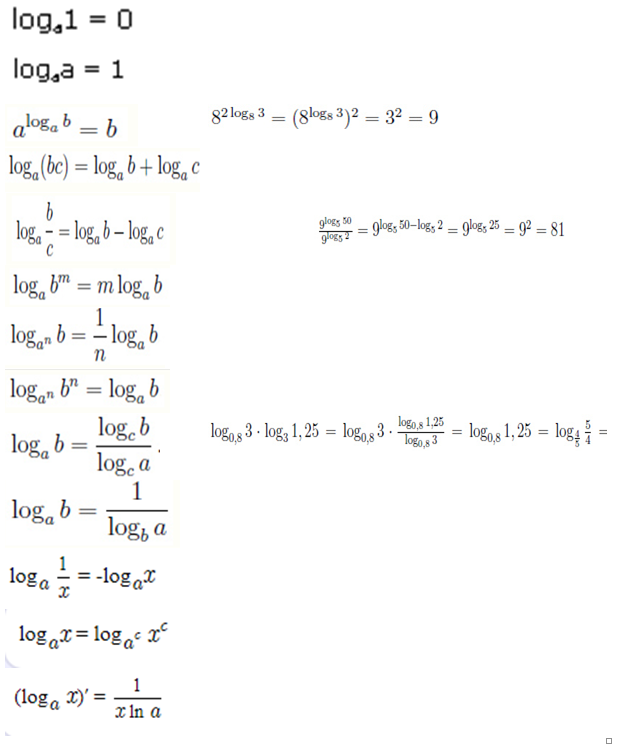 logₐ1 = 0
logₐa = 1
a^(logₐ b) = b
8^(2 log₈ 3) = (8^(log₈ 3))² = 3² = 9
logₐ(bc) = logₐ b + logₐ c
logₐ b/c = logₐ b – logₐ c
9^(log₅ 50)/9^(log₅ 2) = 9^(log₅ 50−log₅ 2) = 9^(log₅ 25) = 9² = 81
logₐ bᵐ = m logₐ b
log_(aⁿ) b = 1/n logₐ b
log_(aⁿ) bⁿ = logₐ b
logₐ b = log_c b / log_c a .
log_(0,8) 3 · log₃ 1,25 = log_(0,8) 3 · log_(0,8) 1,25 / log_(0,8) 3 = log_(0,8) 1,25 = log_(4/5) 5/4 =
logₐ b = 1 / log_b a
logₐ 1/x = -logₐx
logₐx = log_(a^c) x^c
(logₐ x)′ = 1 / x ln a